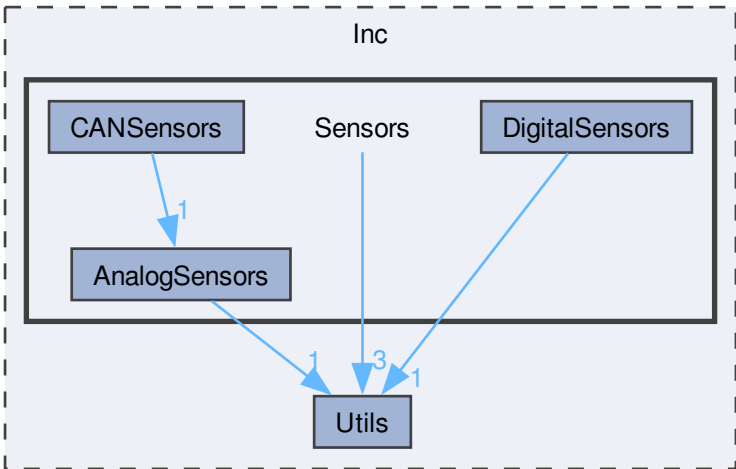 Inc
CANSensors
Sensors
DigitalSensors
1
AnalogSensors
1
3
1
Utils